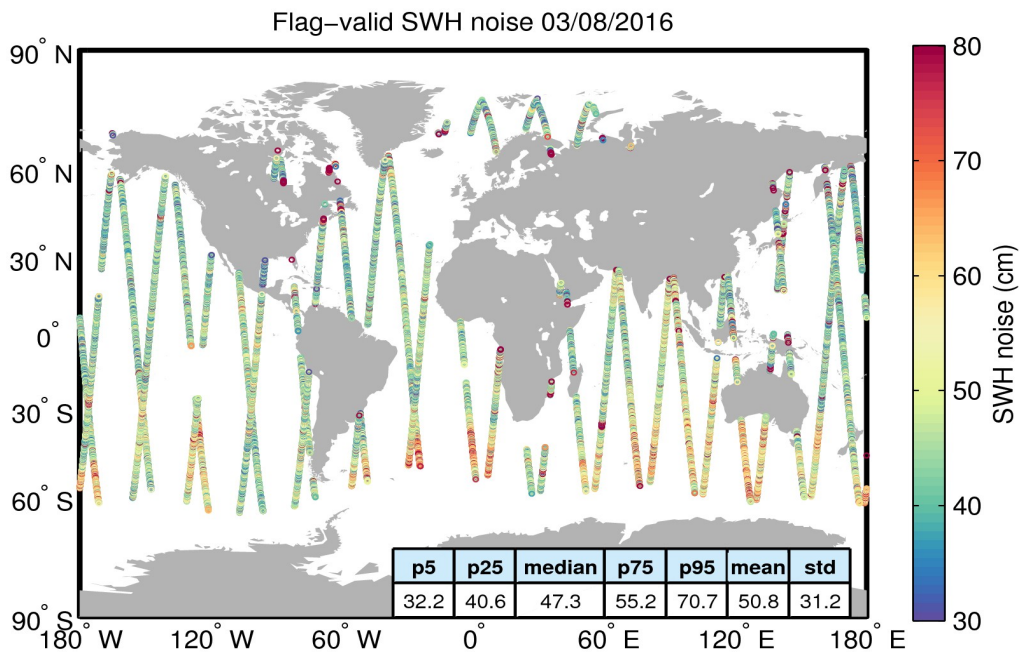 Flag−valid SWH noise 03/08/2016
90° N
60° N
30° N
0°
30° S
60° S
90° S
180° W
120° W
60° W
0°
60° E
120° E
180° E
p5 p25 median p75 p95 mean std
32.2 40.6 47.3 55.2 70.7 50.8 31.2
80
70
60
50
40
30
SWH noise (cm)